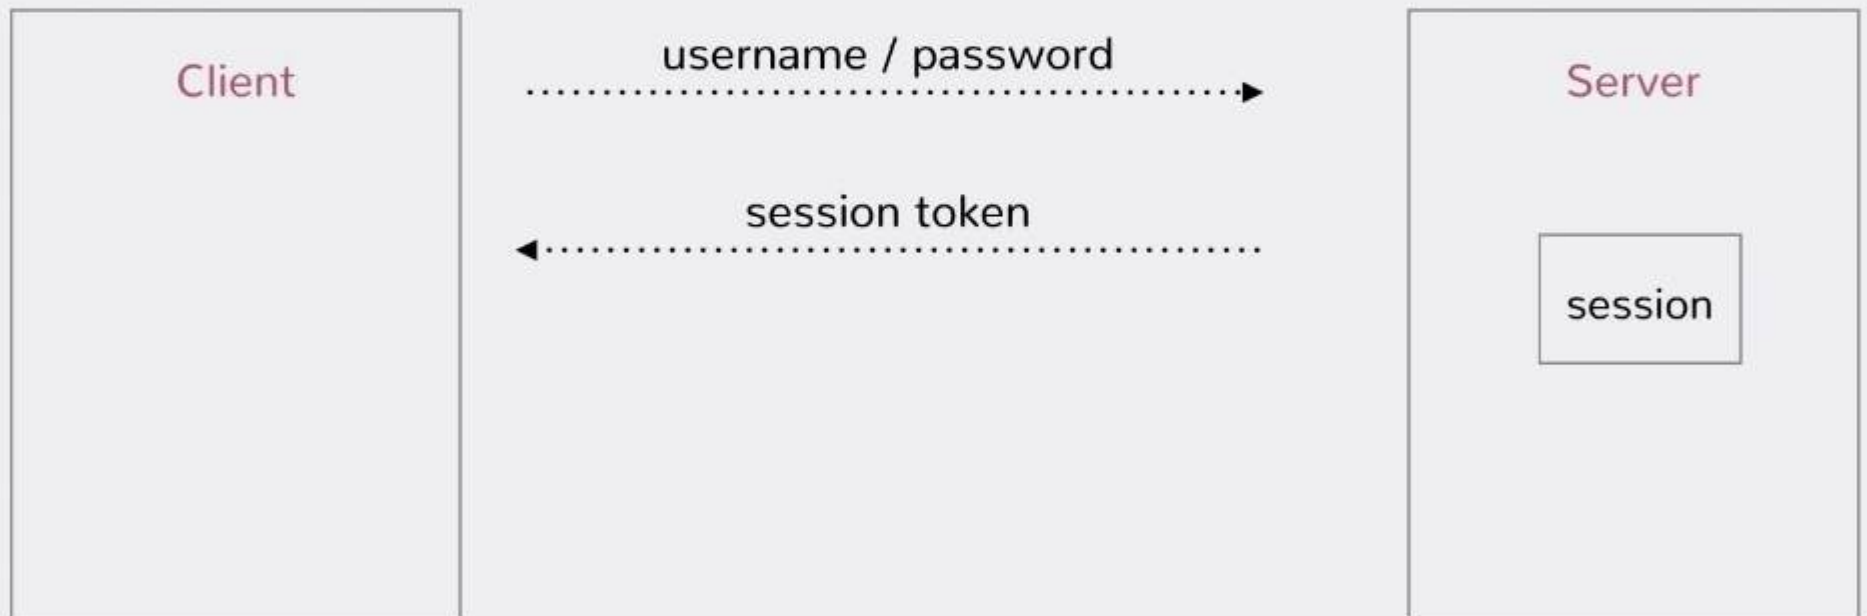 Client
username / password
Server
session token
session